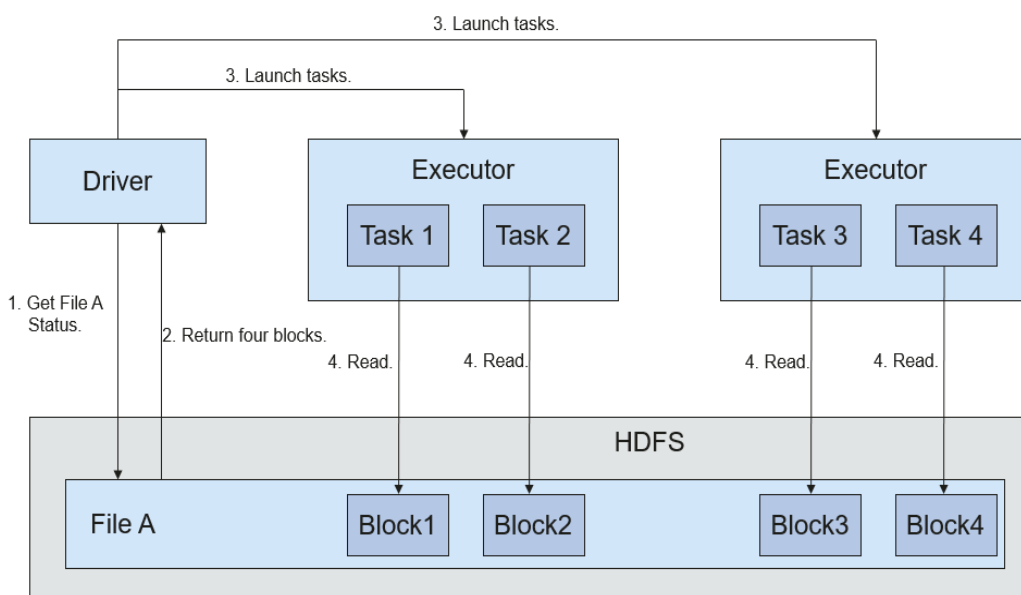 3. Launch tasks.
3. Launch tasks.
Driver
Executor
Task 1
Task 2
Executor
Task 3
Task 4
1. Get File A
Status.
2. Return four blocks.
4. Read.
4. Read.
4. Read.
4. Read.
HDFS
File A
Block1
Block2
Block3
Block4